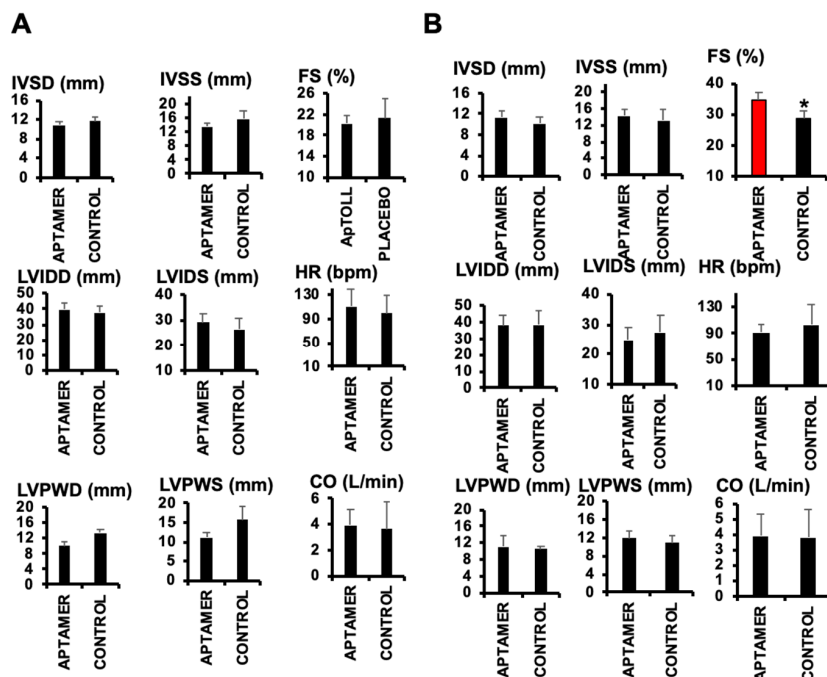 A
IVSD (mm)
16
12
8
4
0
APTAMER
CONTROL
IVSS (mm)
20
16
12
8
4
0
APTAMER
CONTROL
FS (%)
26
22
18
14
10
ApTOLL
PLACEBO
LVIDD (mm)
50
40
30
20
10
0
APTAMER
CONTROL
LVIDS (mm)
40
30
20
10
APTAMER
CONTROL
HR (bpm)
130
90
50
10
APTAMER
CONTROL
LVPWD (mm)
20
16
12
8
4
0
APTAMER
CONTROL
LVPWS (mm)
20
15
10
5
0
APTAMER
CONTROL
CO (L/min)
6
4
2
0
APTAMER
CONTROL
B
IVSD (mm)
16
12
8
4
0
APTAMER
CONTROL
IVSS (mm)
20
16
12
8
4
0
APTAMER
CONTROL
FS (%)
40
30
20
10
*
APTAMER
CONTROL
LVIDD (mm)
50
40
30
20
10
0
APTAMER
CONTROL
LVIDS (mm)
40
30
20
10
APTAMER
CONTROL
HR (bpm)
130
90
50
10
APTAMER
CONTROL
LVPWD (mm)
20
16
12
8
4
0
APTAMER
CONTROL
LVPWS (mm)
20
16
12
8
4
0
APTAMER
CONTROL
CO (L/min)
6
5
4
3
2
1
0
APTAMER
CONTROL